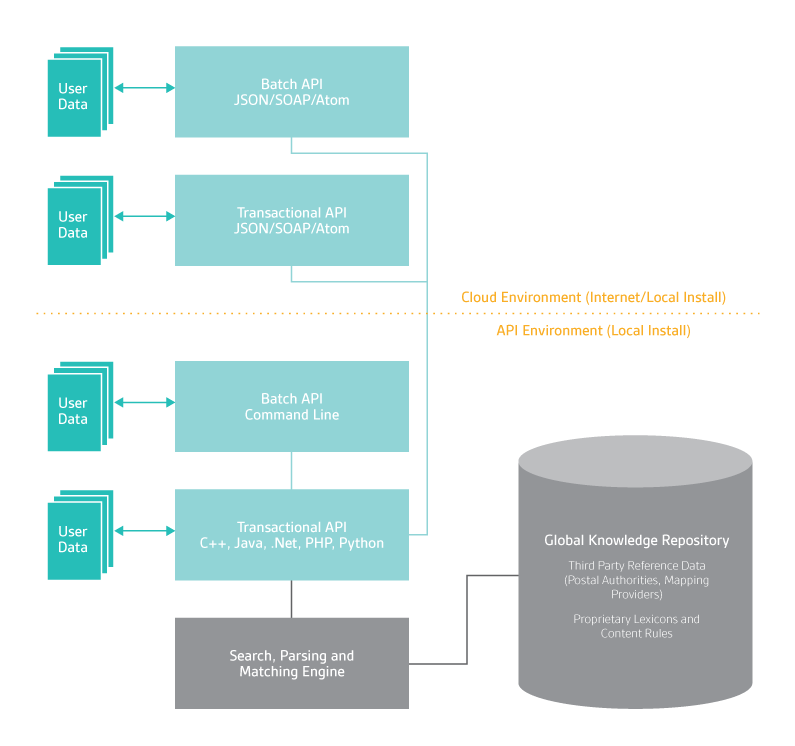 User
Data
Batch API
JSON/SOAP/Atom
User
Data
Transactional API
JSON/SOAP/Atom
Cloud Environment (Internet/Local Install)
API Environment (Local Install)
User
Data
Batch API
Command Line
User
Data
Transactional API
C++, Java, .Net, PHP, Python
Global Knowledge Repository
Third Party Reference Data
(Postal Authorities, Mapping
Providers)
Proprietary Lexicons and
Content Rules
Search, Parsing and
Matching Engine